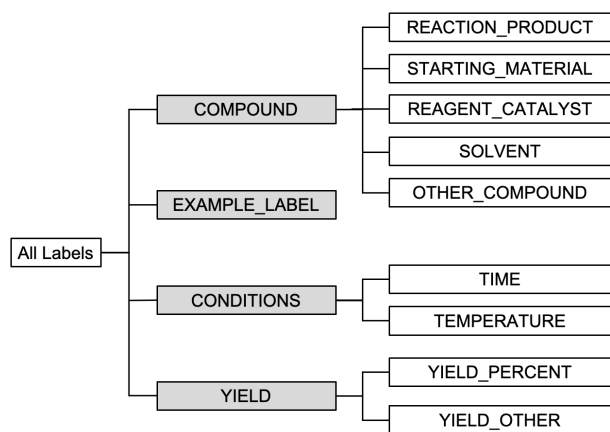 All Labels
COMPOUND
REACTION_PRODUCT
STARTING_MATERIAL
REAGENT_CATALYST
SOLVENT
OTHER_COMPOUND
EXAMPLE_LABEL
CONDITIONS
TIME
TEMPERATURE
YIELD
YIELD_PERCENT
YIELD_OTHER